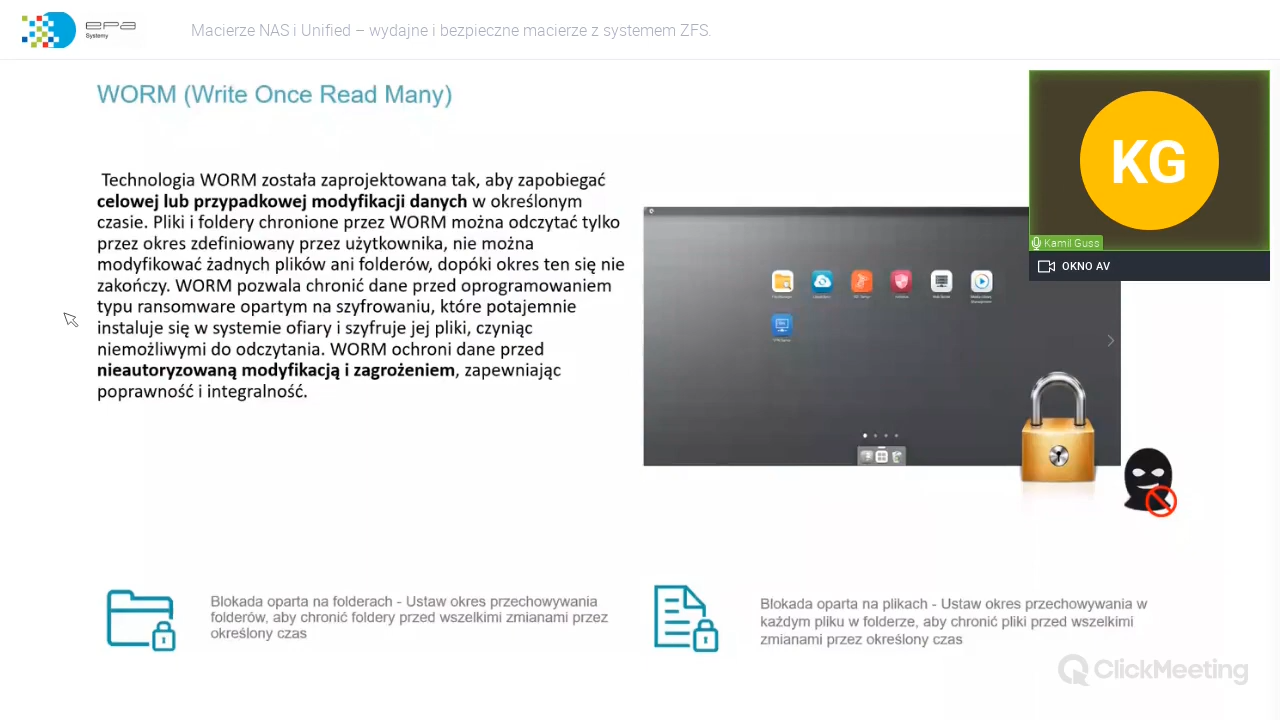 epa
Systemy
Macierze NAS i Unified – wydajne i bezpieczne macierze z systemem ZFS.
WORM (Write Once Read Many)
KG
Kamil Guss
OKNO AV
Technologia WORM została zaprojektowana tak, aby zapobiegać
celowej lub przypadkowej modyfikacji danych w określonym
czasie. Pliki i foldery chronione przez WORM można odczytać tylko
przez okres zdefiniowany przez użytkownika, nie można
modyfikować żadnych plików ani folderów, dopóki okres ten się nie
zakończy. WORM pozwala chronić dane przed oprogramowaniem
typu ransomware opartym na szyfrowaniu, które potajemnie
instaluje się w systemie ofiary i szyfruje jej pliki, czyniąc
niemożliwymi do odczytania. WORM ochroni dane przed
nieautoryzowaną modyfikacją i zagrożeniem, zapewniając
poprawność i integralność.
Blokada oparta na folderach - Ustaw okres przechowywania
folderów, aby chronić foldery przed wszelkimi zmianami przez
określony czas
Blokada oparta na plikach - Ustaw okres przechowywania w
każdym pliku w folderze, aby chronić pliki przed wszelkimi
zmianami przez określony czas
ClickMeeting